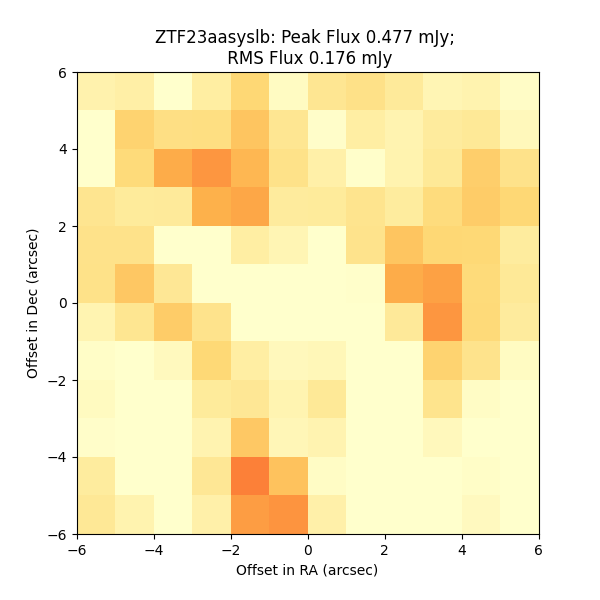 ZTF23aasyslb: Peak Flux 0.477 mJy;
RMS Flux 0.176 mJy
6
4
2
0
−2
−4
−6
Offset in Dec (arcsec)
−6 −4 −2 0 2 4 6
Offset in RA (arcsec)